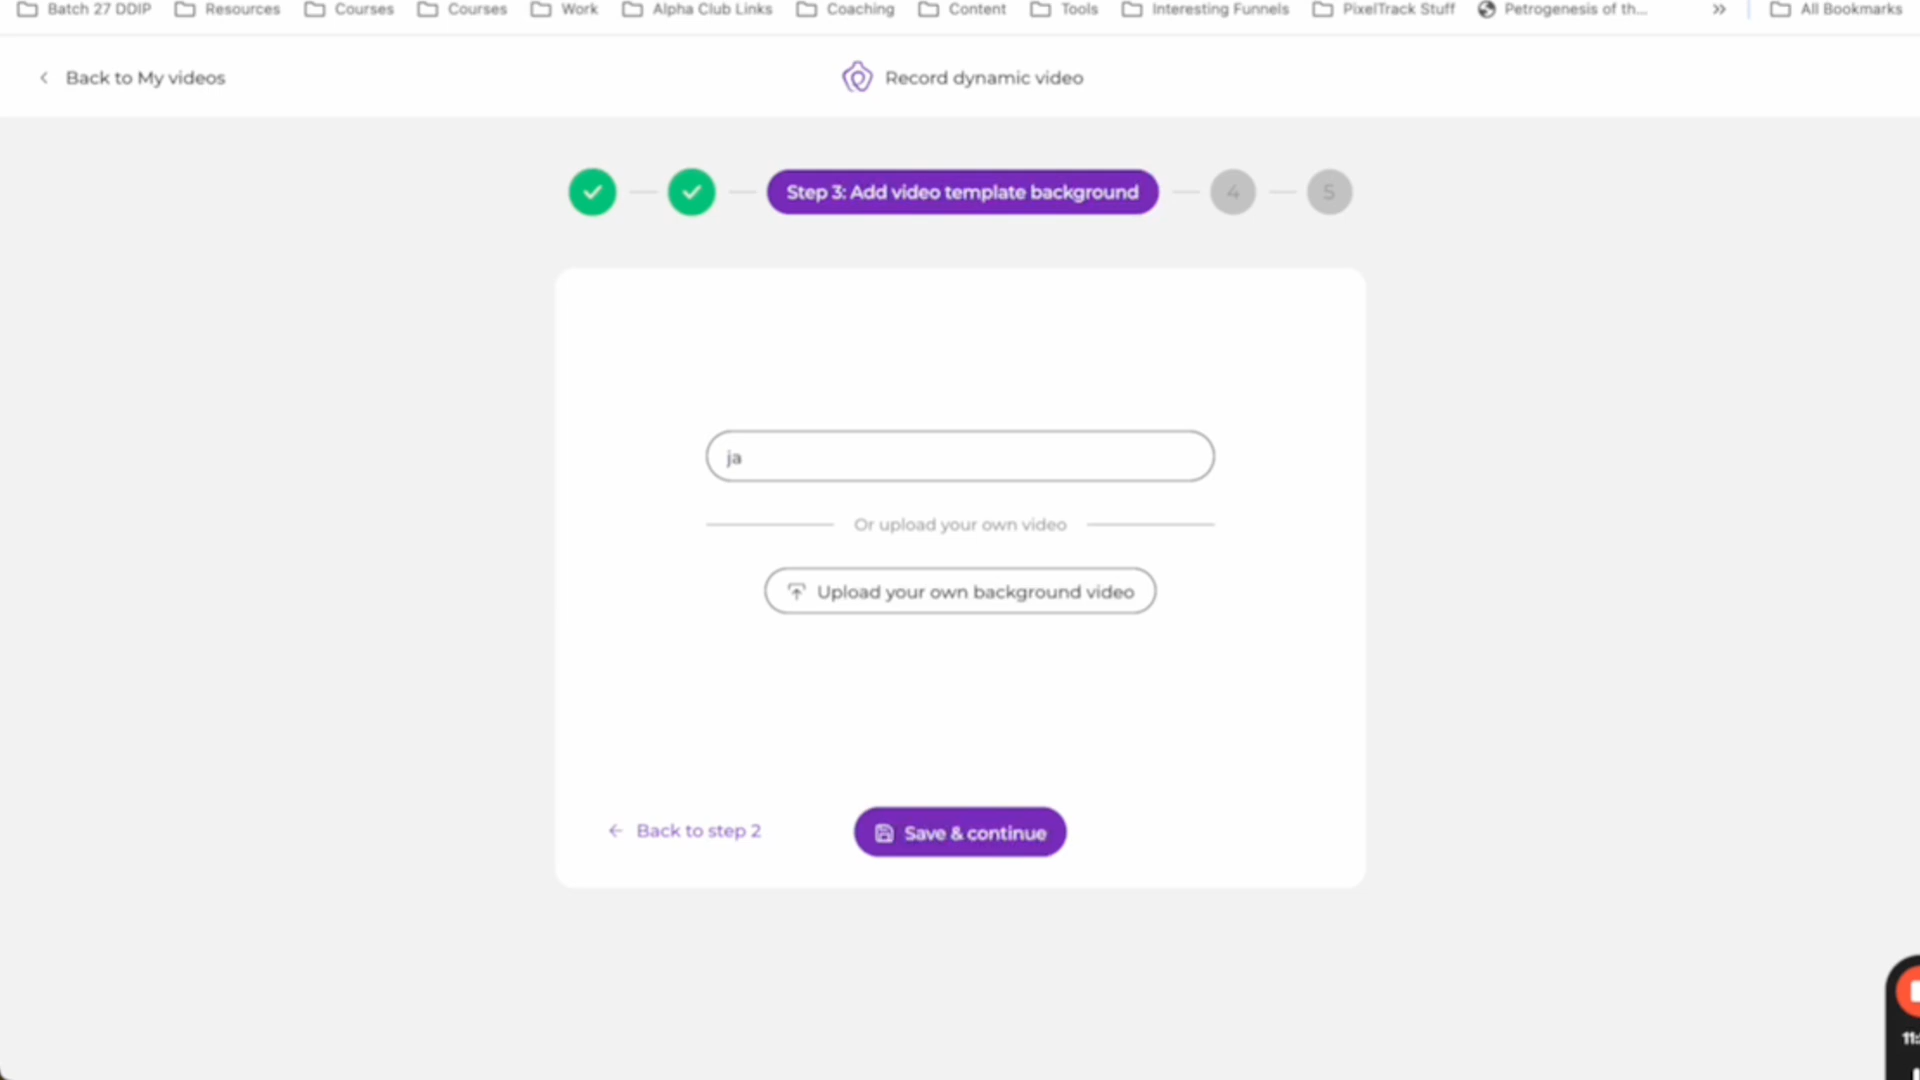 Batch 27 DDIP Resources Courses Courses Work Alpha Club Links Coaching Content Tools Interesting Funnels PixelTrack Stuff Petrogenesis of th... » All Bookmarks
Back to My videos
Record dynamic video
Step 3: Add video template background 4 5
ja
Or upload your own video
Upload your own background video
Back to step 2
Save & continue